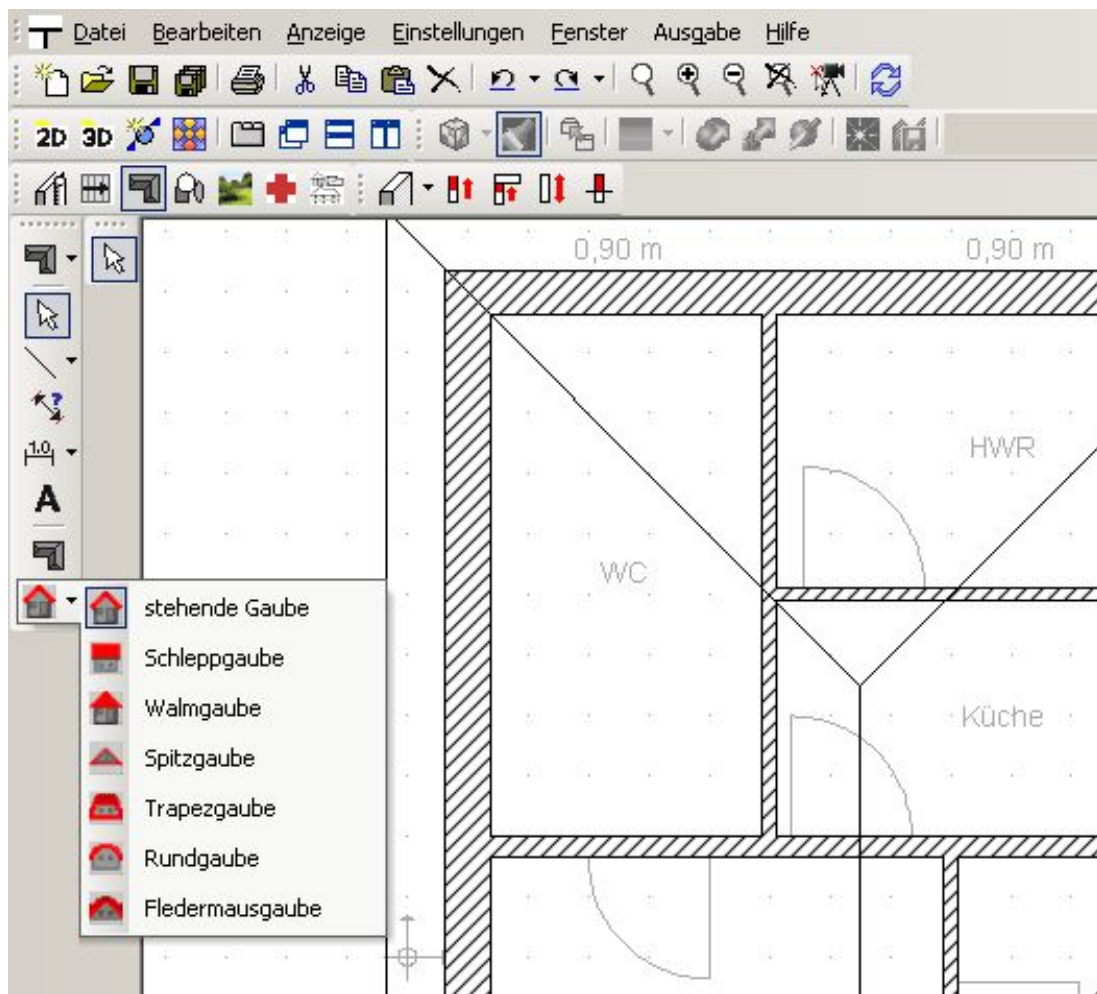 Datei Bearbeiten Anzeige Einstellungen Fenster Ausgabe Hilfe
2D 3D
0,90 m 0,90 m
1.0
A
HWR
WC
stehende Gaube
Schleppgaube
Walmgaube
Küche
Spitzgaube
Trapezgaube
Rundgaube
Fledermausgaube